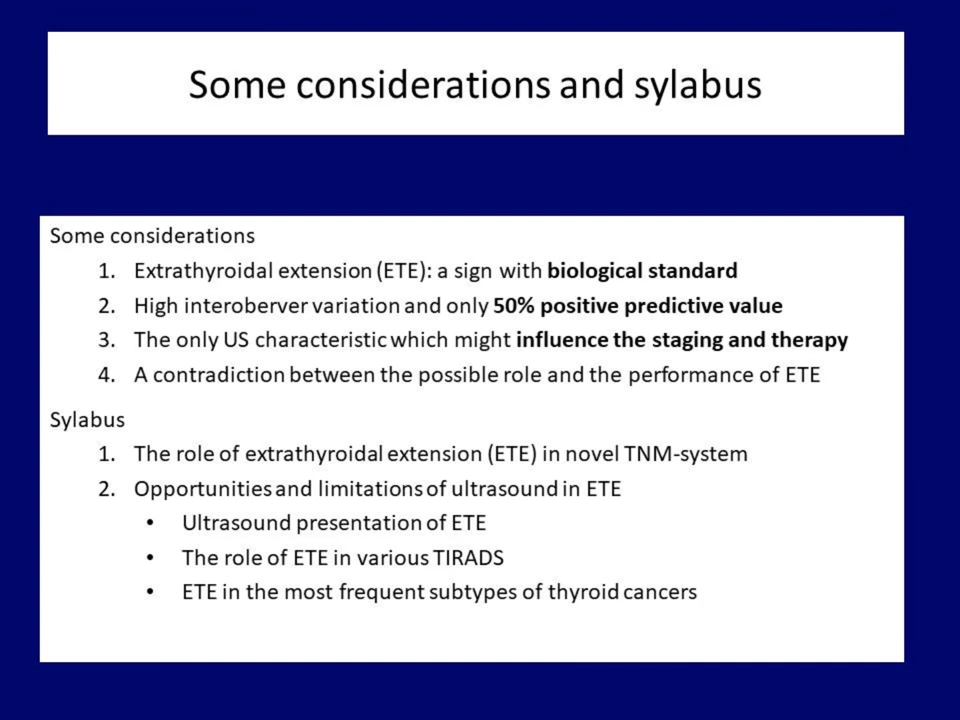 Some considerations and sylabus
Some considerations
1. Extrathyroidal extension (ETE): a sign with biological standard
2. High interoberver variation and only 50% positive predictive value
3. The only US characteristic which might influence the staging and therapy
4. A contradiction between the possible role and the performance of ETE
Sylabus
1. The role of extrathyroidal extension (ETE) in novel TNM-system
2. Opportunities and limitations of ultrasound in ETE
• Ultrasound presentation of ETE
• The role of ETE in various TIRADS
• ETE in the most frequent subtypes of thyroid cancers